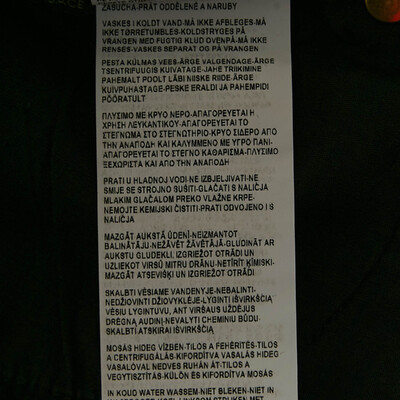 ZASUCHA-PRÁT ODDĚLENĚ A NARUBY
VASKES I KOLDT VAND-MÅ IKKE AFBLEGES-MÅ
IKKE TØRRETUMBLES-KOLDSTRYGES PÅ
VRANGEN MED FUGTIG KLUD OVENPÅ-MÅ IKKE
RENSES-VASKES SEPARAT OG PÅ VRANGEN
PESTA KÜLMAS VEES-ÄRGE VALGENDAGE-ÄRGE
TSENTRIFUUGIS KUIVATAGE-JAHE TRIIKIMINE
PAHEMALT POOLT LÄBI NIISKE RIIDE-ÄRGE
KUIVPUHASTAGE-PESKE ERALDI JA PAHEMPIDI
PÖÖRATULT
ΠΛΥΣΙΜΟ ΜΕ ΚΡΥΟ ΝΕΡΟ-ΑΠΑΓΟΡΕΥΕΤΑΙ Η
ΧΡΗΣΗ ΛΕΥΚΑΝΤΙΚΟΥ-ΑΠΑΓΟΡΕΥΕΤΑΙ ΤΟ
ΣΤΕΓΝΩΜΑ ΣΤΟ ΣΤΕΓΝΩΤΗΡΙΟ-ΚΡΥΟ ΣΙΔΕΡΟ ΑΠΟ
ΤΗΝ ΑΝΑΠΟΔΗ ΚΑΙ ΚΑΛΥΜΜΕΝΟ ΜΕ ΥΓΡΟ ΠΑΝΙ-
ΑΠΑΓΟΡΕΥΕΤΑΙ ΤΟ ΣΤΕΓΝΟ ΚΑΘΑΡΙΣΜΑ-ΠΛΥΣΙΜΟ
ΞΕΧΩΡΙΣΤΑ ΚΑΙ ΑΠΟ ΤΗΝ ΑΝΑΠΟΔΗ
PRATI U HLADNOJ VODI-NE IZBJELJIVATI-NE
SMIJE SE STROJNO SUŠITI-GLAČATI S NALIČJA
MLAKIM GLAČALOM PREKO VLAŽNE KRPE-
NEMOJTE KEMIJSKI ČISTITI-PRATI ODVOJENO I S
NALIČJA
MAZGĀT AUKSTĀ ŪDENĪ-NEIZMANTOT
BALINĀTĀJU-NEŽĀVĒT ŽĀVĒTĀJĀ-GLUDINĀT AR
AUKSTU GLUDEKLI, IZGRIEŽOT OTRĀDI UN
UZLIEKOT VIRSŪ MITRU DRĀNU-NETĪRĪT ĶĪMISKI-
MAZGĀT ATSEVIŠĶI UN IZGRIEŽOT OTRĀDI
SKALBTI VĖSIAME VANDENYJE-NEBALINTI-
NEDŽIOVINTI DŽIOVYKLĖJE-LYGINTI IŠVIRKŠČIĄ
VĖSIU LYGINTUVU, ANT VIRŠAUS UŽDĖJUS
DRĖGNĄ AUDINĮ-NEVALYTI CHEMINIU BŪDU-
SKALBTI ATSKIRAI IŠVIRKŠČIĄ
MOSÁS HIDEG VÍZBEN-TILOS A FEHÉRÍTÉS-TILOS
A CENTRIFUGÁLÁS-KIFORDÍTVA VASALÁS HIDEG
VASALÓVAL NEDVES RUHÁN ÁT-TILOS A
VEGYTISZTÍTÁS-KÜLÖN ÉS KIFORDÍTVA MOSÁS
IN KOUD WATER WASSEM-NIET BLEKEN-NIET IN